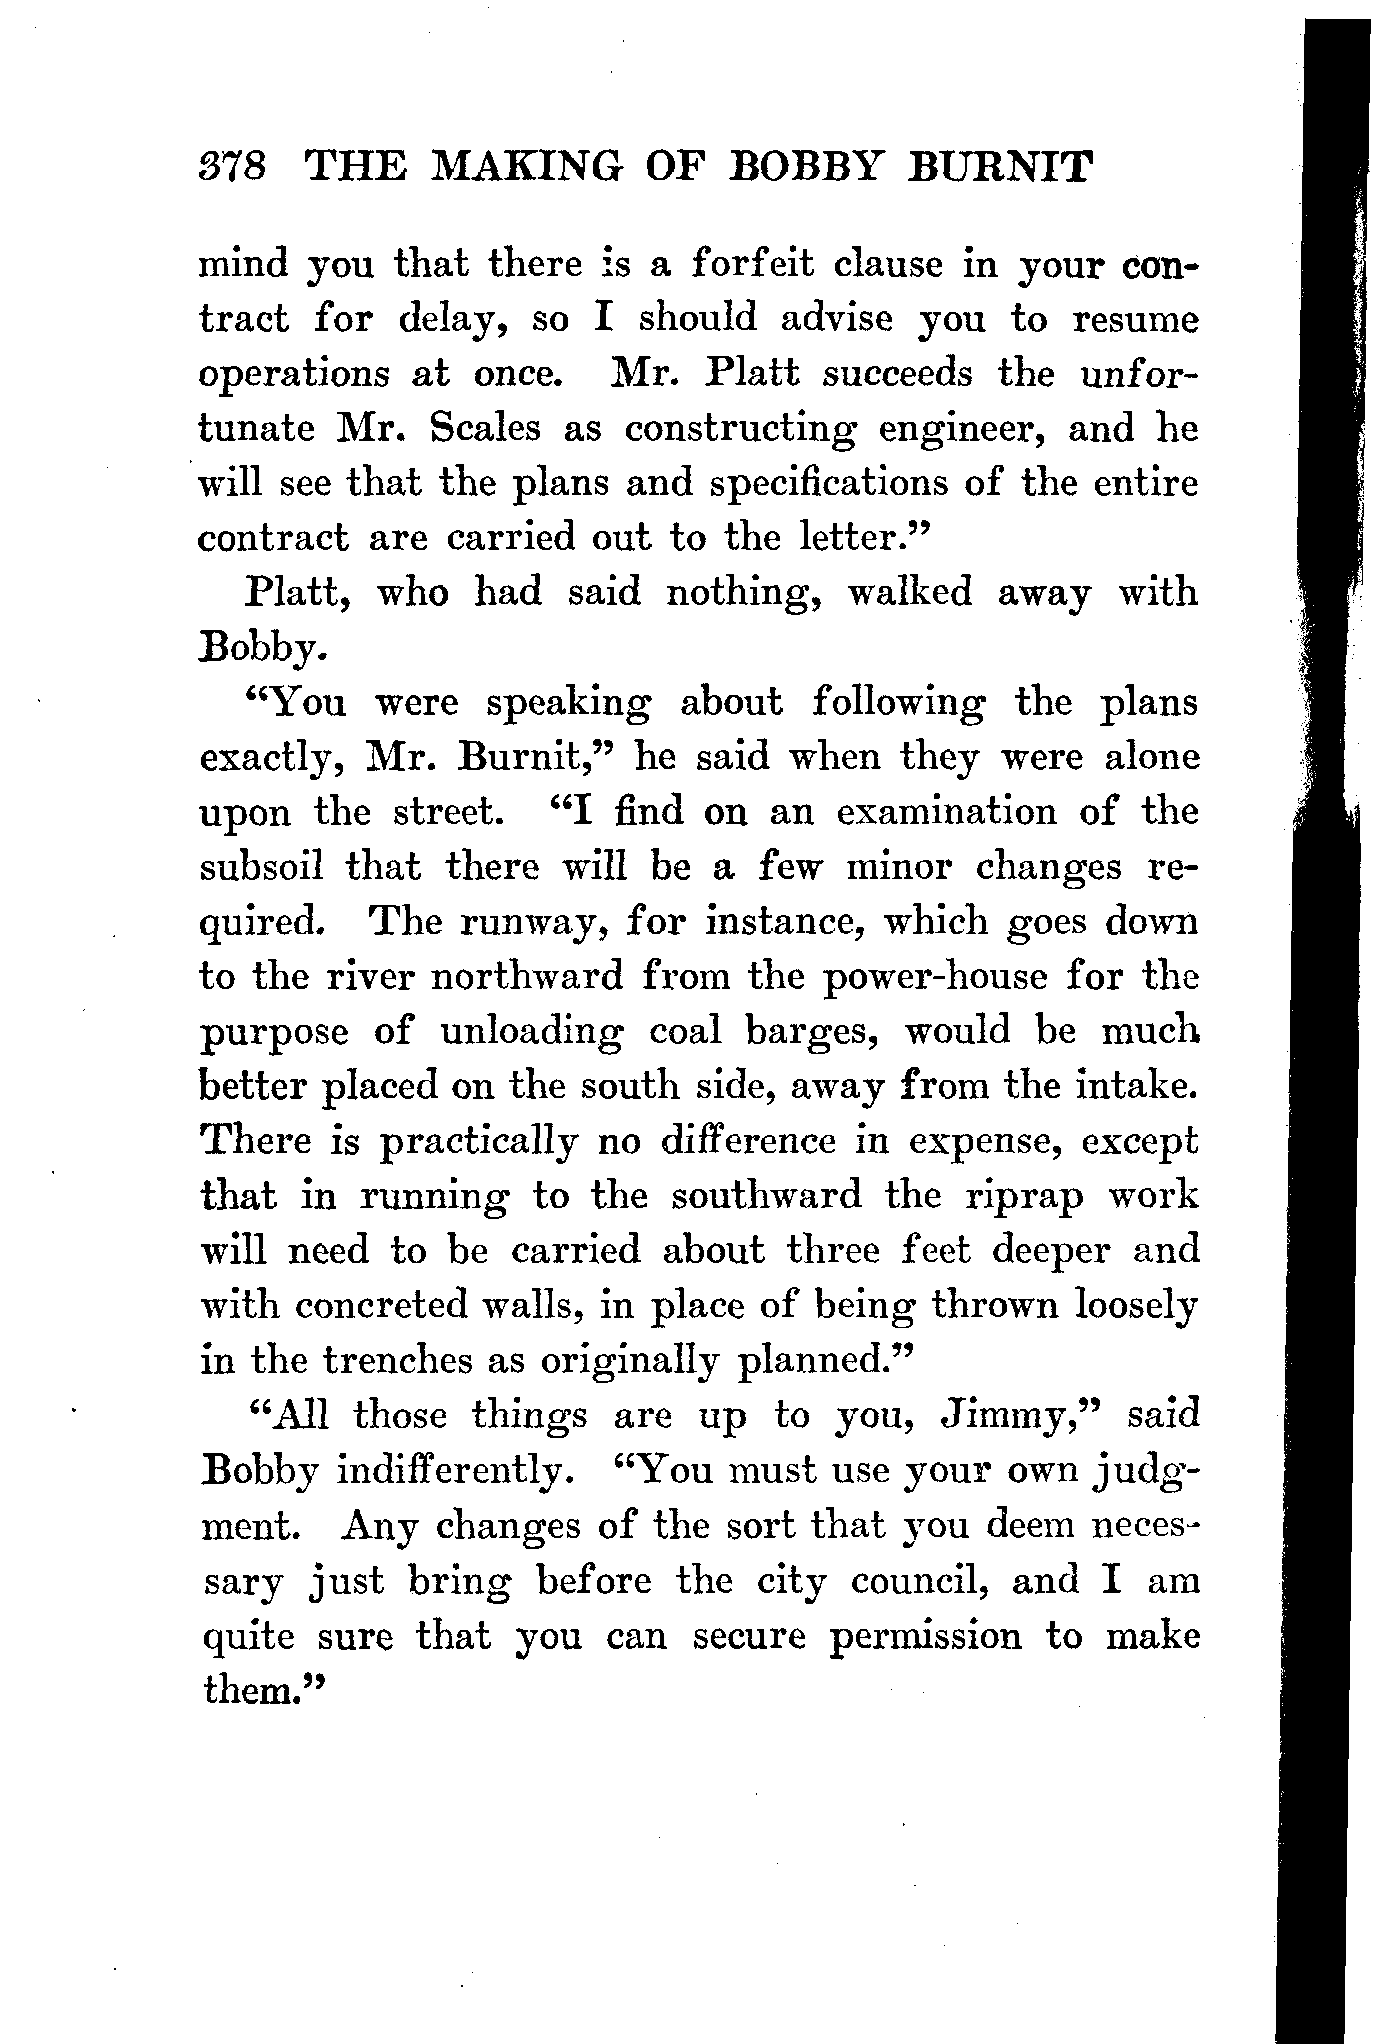 378 THE MAKING OF BOBBY BURNIT
mind you that there is a forfeit clause in your con-
tract for delay, so I should advise you to resume
operations at once. Mr. Platt succeeds the unfor-
tunate Mr. Scales as constructing engineer, and he
will see that the plans and specifications of the entire
contract are carried out to the letter.”
Platt, who had said nothing, walked away with
Bobby.
“You were speaking about following the plans
exactly, Mr. Burnit,” he said when they were alone
upon the street. “I find on an examination of the
subsoil that there will be a few minor changes re-
quired. The runway, for instance, which goes down
to the river northward from the power-house for the
purpose of unloading coal barges, would be much
better placed on the south side, away from the intake.
There is practically no difference in expense, except
that in running to the southward the riprap work
will need to be carried about three feet deeper and
with concreted walls, in place of being thrown loosely
in the trenches as originally planned.”
“All those things are up to you, Jimmy,” said
Bobby indifferently. “You must use your own judg-
ment. Any changes of the sort that you deem neces-
sary just bring before the city council, and I am
quite sure that you can secure permission to make
them.”